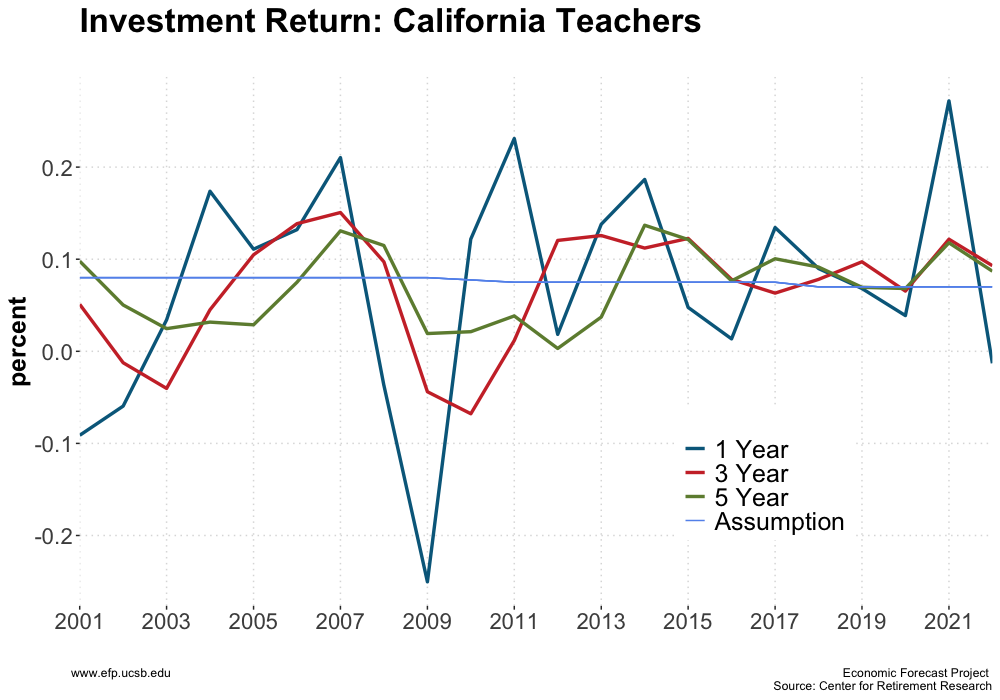 Investment Return: California Teachers
percent
0.2
0.1
0.0
-0.1
-0.2
1 Year
3 Year
5 Year
Assumption
2001 2003 2005 2007 2009 2011 2013 2015 2017 2019 2021
www.efp.ucsb.edu
Economic Forecast Project
Source: Center for Retirement Research